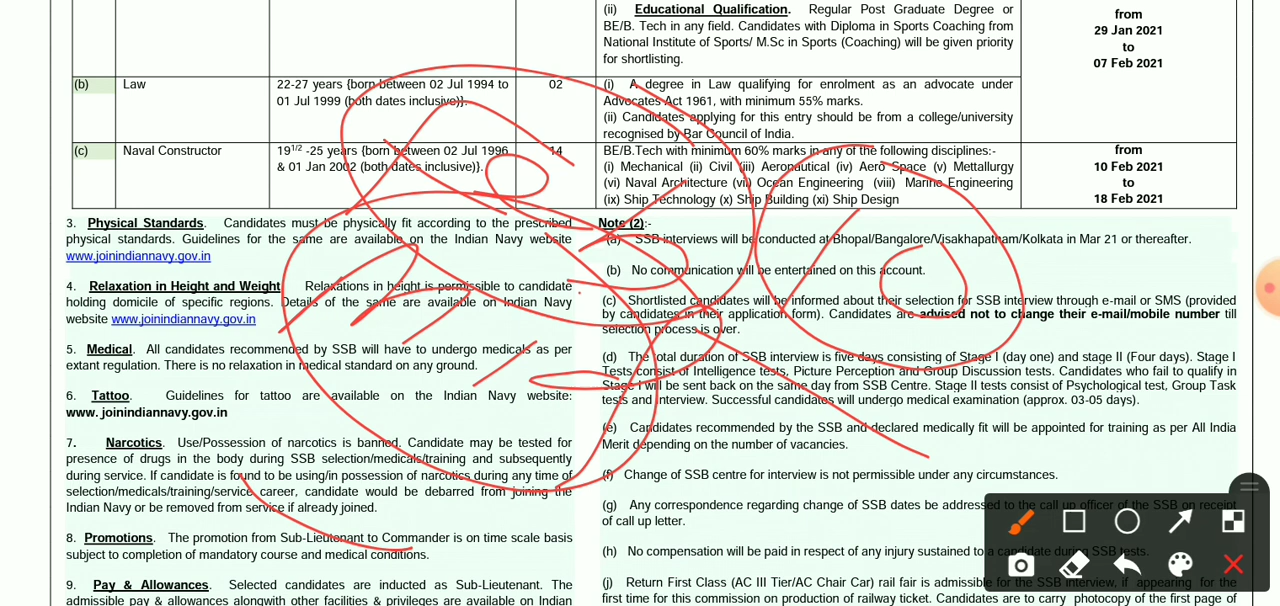 (ii) Educational Qualification. Regular Post Graduate Degree or
BE/B. Tech in any field. Candidates with Diploma in Sports Coaching from
National Institute of Sports/ M.Sc in Sports (Coaching) will be given priority
for shortlisting.
from
29 Jan 2021
to
07 Feb 2021
(b) Law
22-27 years {born between 02 Jul 1994 to
01 Jul 1999 (both dates inclusive)}.
02
(i) A degree in Law qualifying for enrolment as an advocate under
Advocates Act 1961, with minimum 55% marks.
(ii) Candidates applying for this entry should be from a college/university
recognised by Bar Council of India.
(c) Naval Constructor
19 1/2 -25 years {born between 02 Jul 1996
& 01 Jan 2002 (both dates inclusive)}.
14
BE/B.Tech with minimum 60% marks in any of the following disciplines:-
(i) Mechanical (ii) Civil (iii) Aeronautical (iv) Aero Space (v) Mettallurgy
(vi) Naval Architecture (vii) Ocean Engineering (viii) Marine Engineering
(ix) Ship Technology (x) Ship Building (xi) Ship Design
from
10 Feb 2021
to
18 Feb 2021
3. Physical Standards. Candidates must be physically fit according to the prescribed
physical standards. Guidelines for the same are available on the Indian Navy website
www.joinindiannavy.gov.in
4. Relaxation in Height and Weight Relaxations in height is permissible to candidate
holding domicile of specific regions. Details of the same are available on Indian Navy
website www.joinindiannavy.gov.in
5. Medical. All candidates recommended by SSB will have to undergo medicals as per
extant regulation. There is no relaxation in medical standard on any ground.
6. Tattoo. Guidelines for tattoo are available on the Indian Navy website:
www. joinindiannavy.gov.in
7. Narcotics. Use/Possession of narcotics is banned. Candidate may be tested for
presence of drugs in the body during SSB selection/medicals/training and subsequently
during service. If candidate is found to be using/in possession of narcotics during any time of
selection/medicals/training/service career, candidate would be debarred from joining the
Indian Navy or be removed from service if already joined.
8. Promotions. The promotion from Sub-Lieutenant to Commander is on time scale basis
subject to completion of mandatory course and medical conditions.
9. Pay & Allowances. Selected candidates are inducted as Sub-Lieutenant. The
admissible pay & allowances alongwith other facilities & privileges are available on Indian
Note (2):-
(a) SSB interviews will be conducted at Bhopal/Bangalore/Visakhapatnam/Kolkata in Mar 21 or thereafter.
(b) No communication will be entertained on this account.
(c) Shortlisted candidates will be informed about their selection for SSB interview through e-mail or SMS (provided
by candidates in their application form). Candidates are advised not to change their e-mail/mobile number till
selection process is over.
(d) The total duration of SSB interview is five days consisting of Stage I (day one) and stage II (Four days). Stage I
Tests consist of Intelligence tests, Picture Perception and Group Discussion tests. Candidates who fail to qualify in
Stage I will be sent back on the same day from SSB Centre. Stage II tests consist of Psychological test, Group Task
tests and Interview. Successful candidates will undergo medical examination (approx. 03-05 days).
(e) Candidates recommended by the SSB and declared medically fit will be appointed for training as per All India
Merit depending on the number of vacancies.
(f) Change of SSB centre for interview is not permissible under any circumstances.
(g) Any correspondence regarding change of SSB dates be addressed to the call up officer of the SSB on receipt
of call up letter.
(h) No compensation will be paid in respect of any injury sustained to a candidate during SSB tests.
(j) Return First Class (AC III Tier/AC Chair Car) rail fair is admissible for the SSB interview, if appearing for the
first time for this commission on production of railway ticket. Candidates are to carry photocopy of the first page of